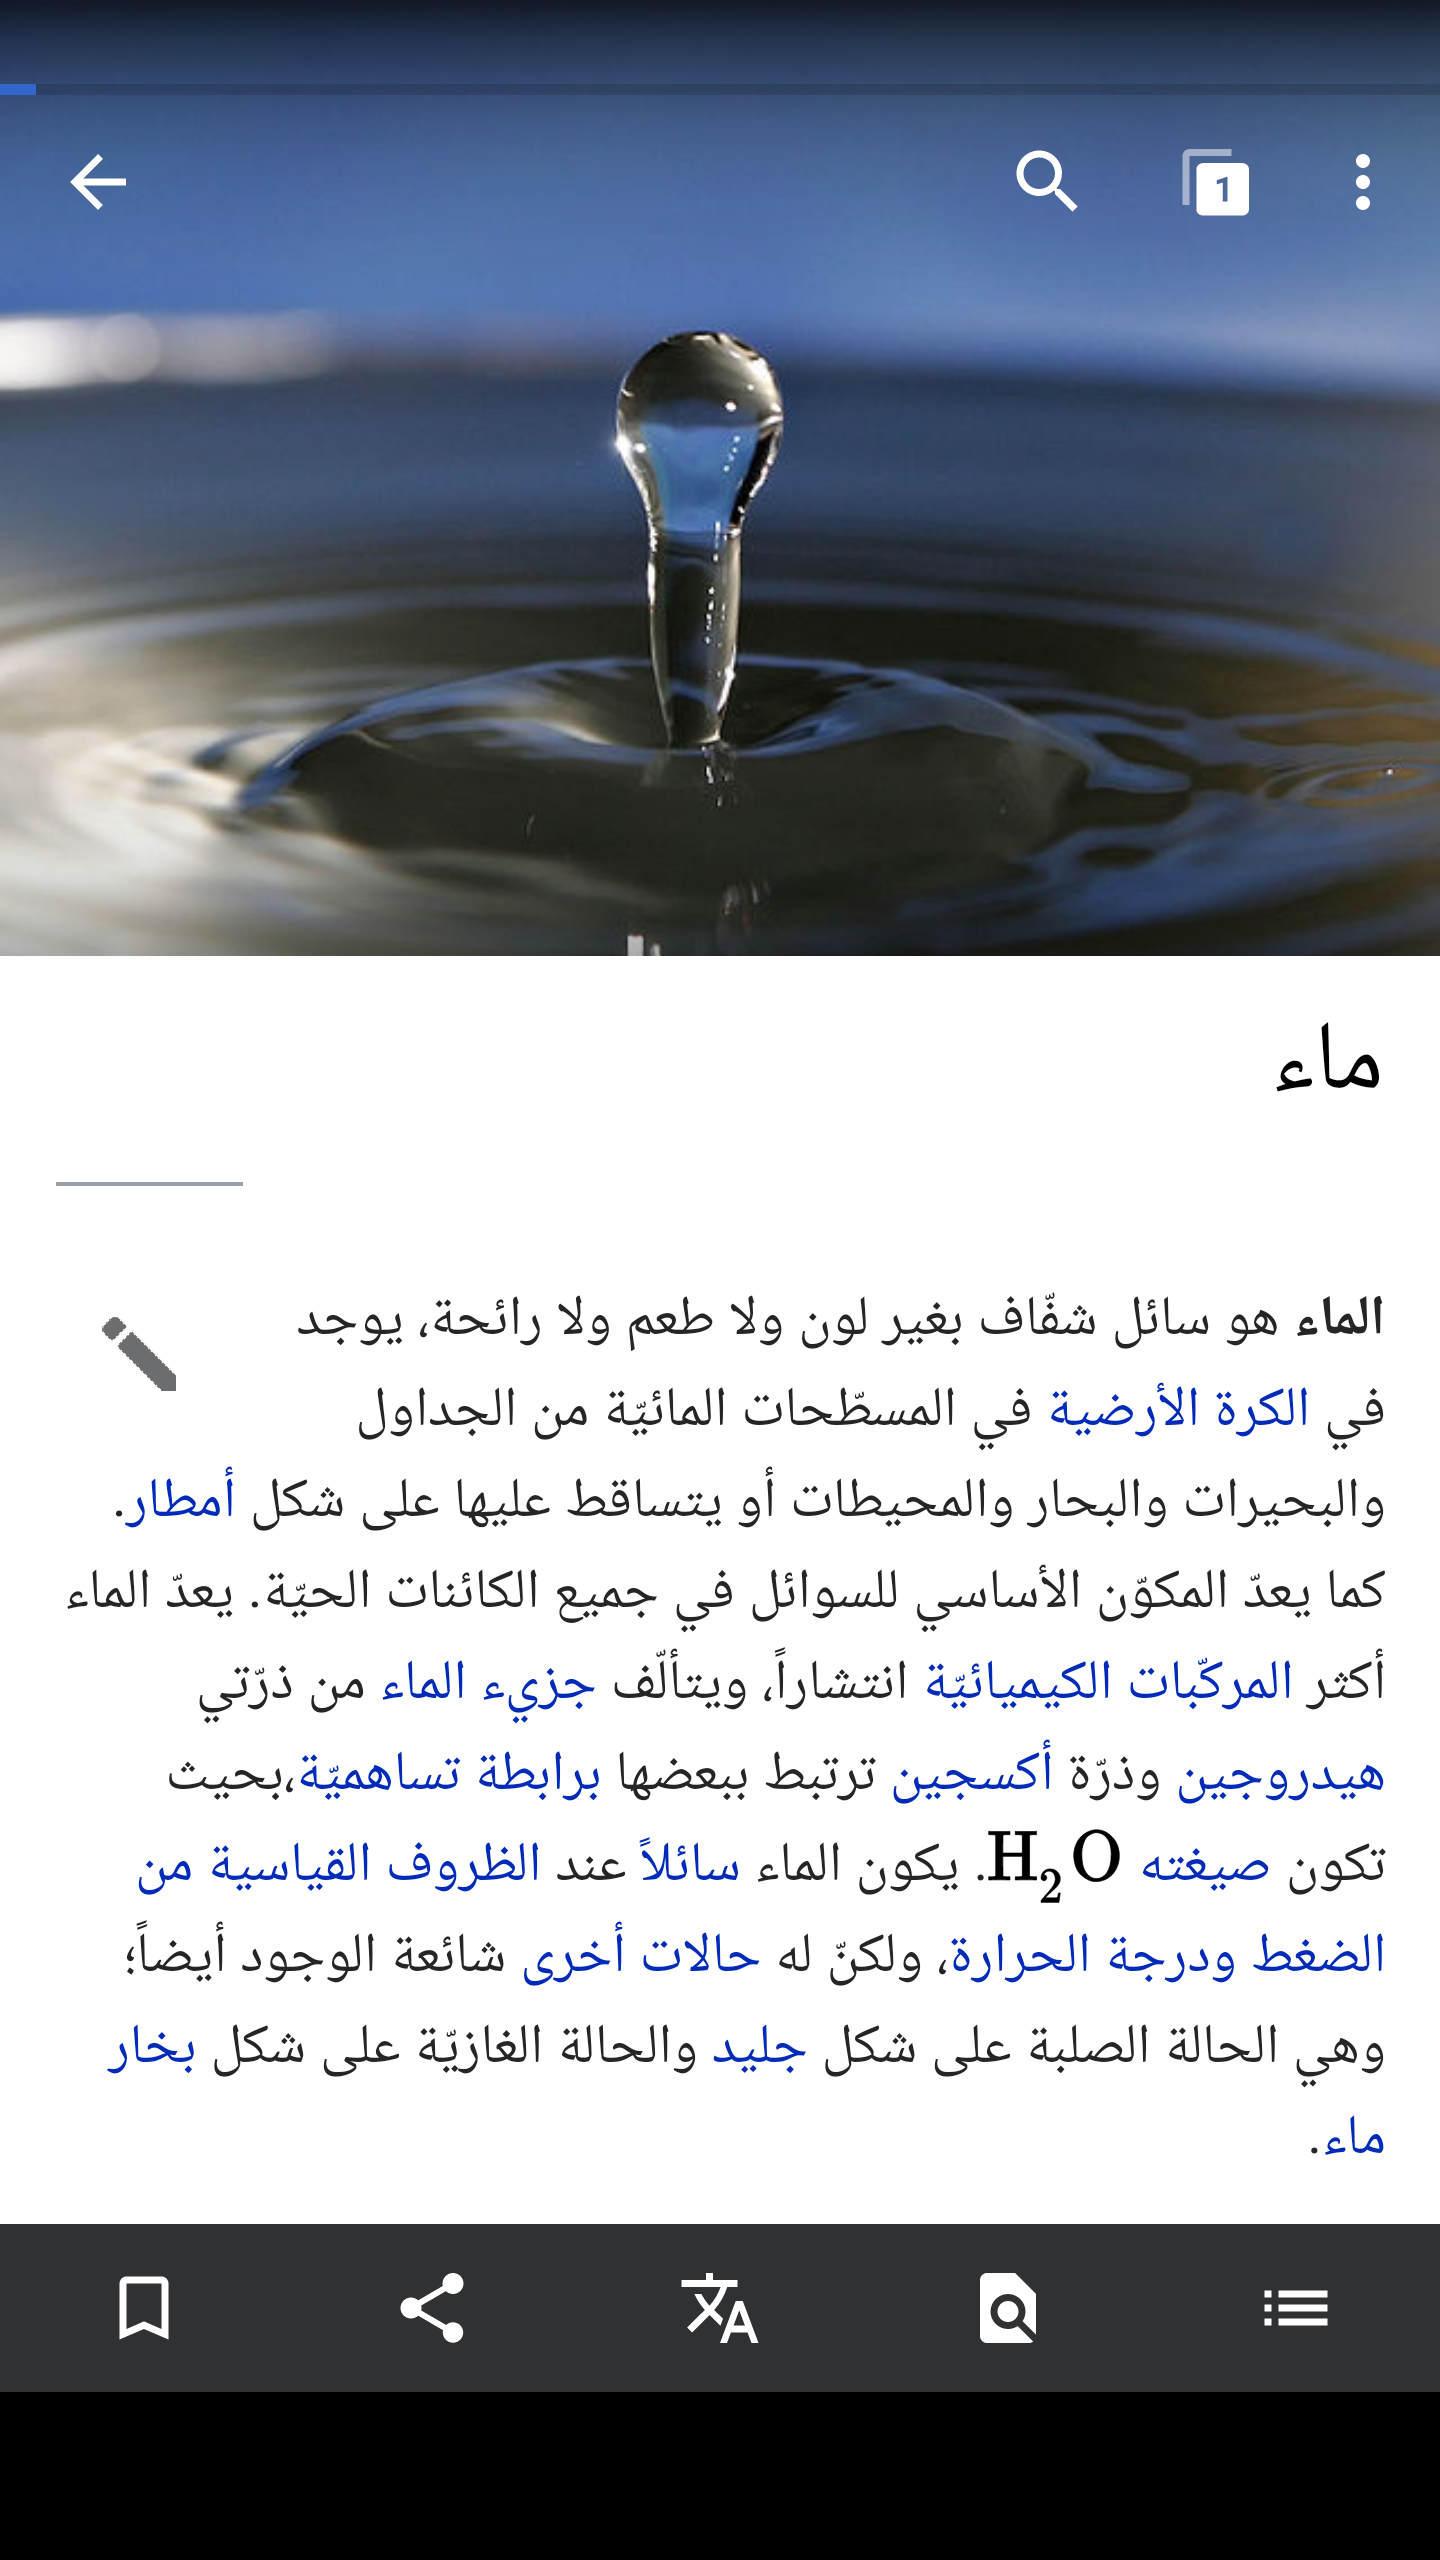 1
ماء
الماء هو سائل شفّاف بغير لون ولا طعم ولا رائحة، يوجد
في الكرة الأرضية في المسطّحات المائيّة من الجداول
والبحيرات والبحار والمحيطات أو يتساقط عليها على شكل أمطار.
كما يعدّ المكوّن الأساسي للسوائل في جميع الكائنات الحيّة. يعدّ الماء
أكثر المركّبات الكيميائيّة انتشاراً، ويتألّف جزيء الماء من ذرّتي
هيدروجين وذرّة أكسجين ترتبط ببعضها برابطة تساهميّة،بحيث
تكون صيغته H₂O. يكون الماء سائلاً عند الظروف القياسية من
الضغط ودرجة الحرارة، ولكنّ له حالات أخرى شائعة الوجود أيضاً؛
وهي الحالة الصلبة على شكل جليد والحالة الغازيّة على شكل بخار
ماء.